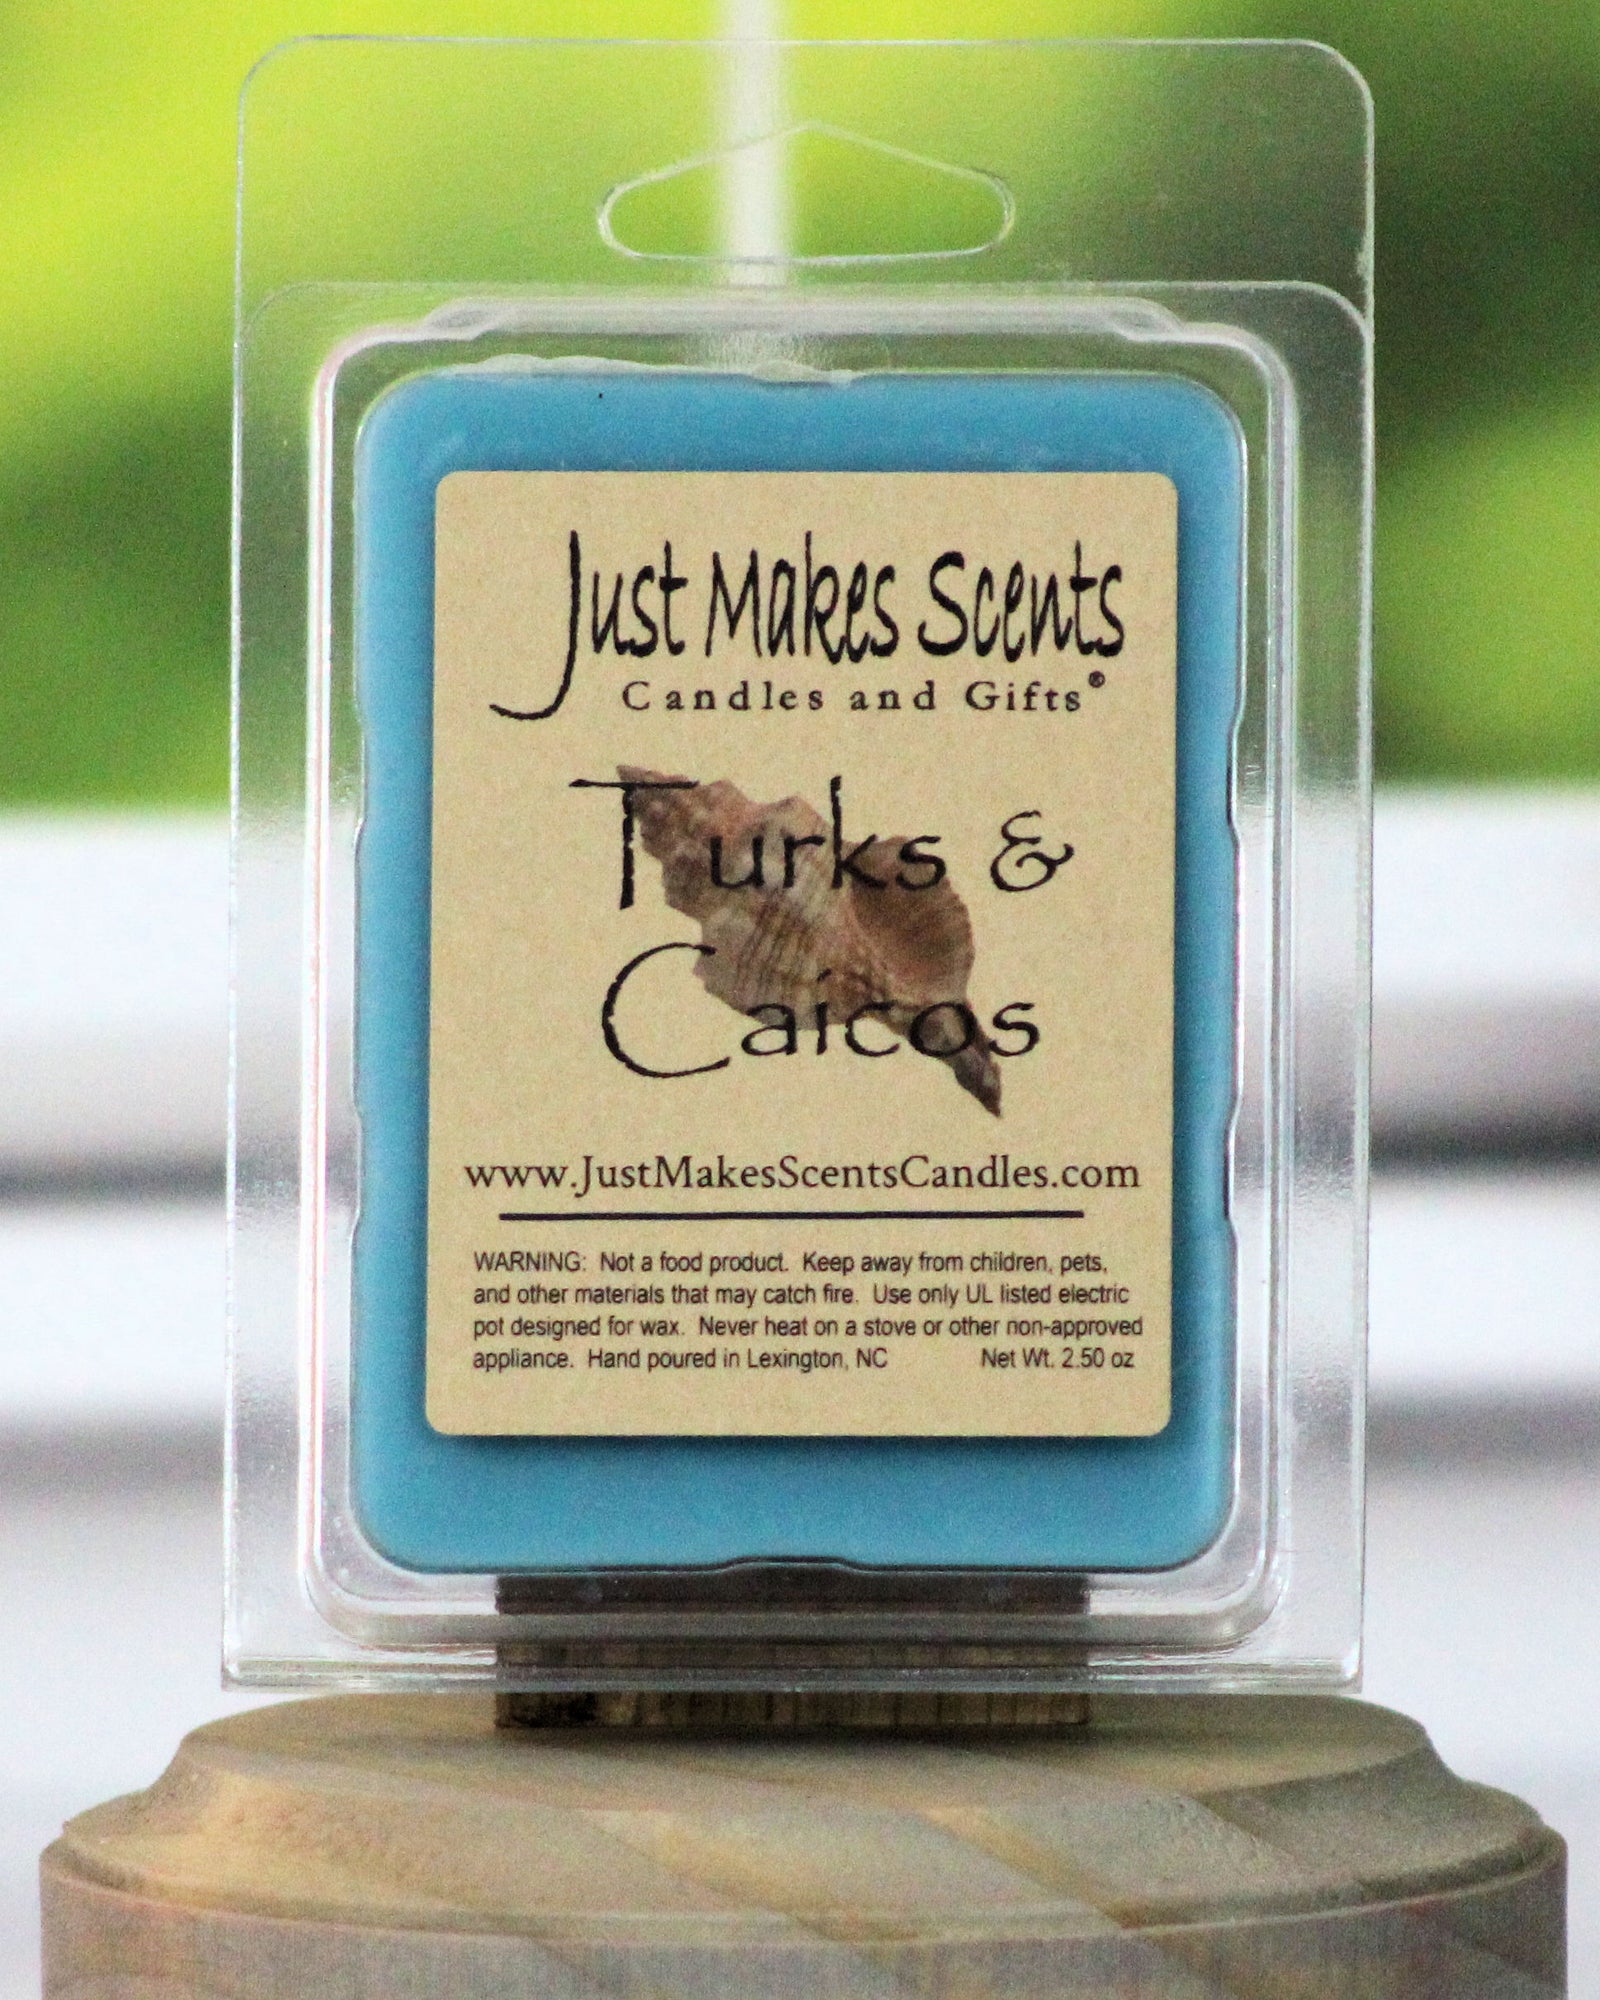 Just Makes Scents
Candles and Gifts®
Turks &
Caicos
www.JustMakesScentsCandles.com
WARNING: Not a food product. Keep away from children, pets,
and other materials that may catch fire. Use only UL listed electric
pot designed for wax. Never heat on a stove or other non-approved
appliance. Hand poured in Lexington, NC Net Wt. 2.50 oz